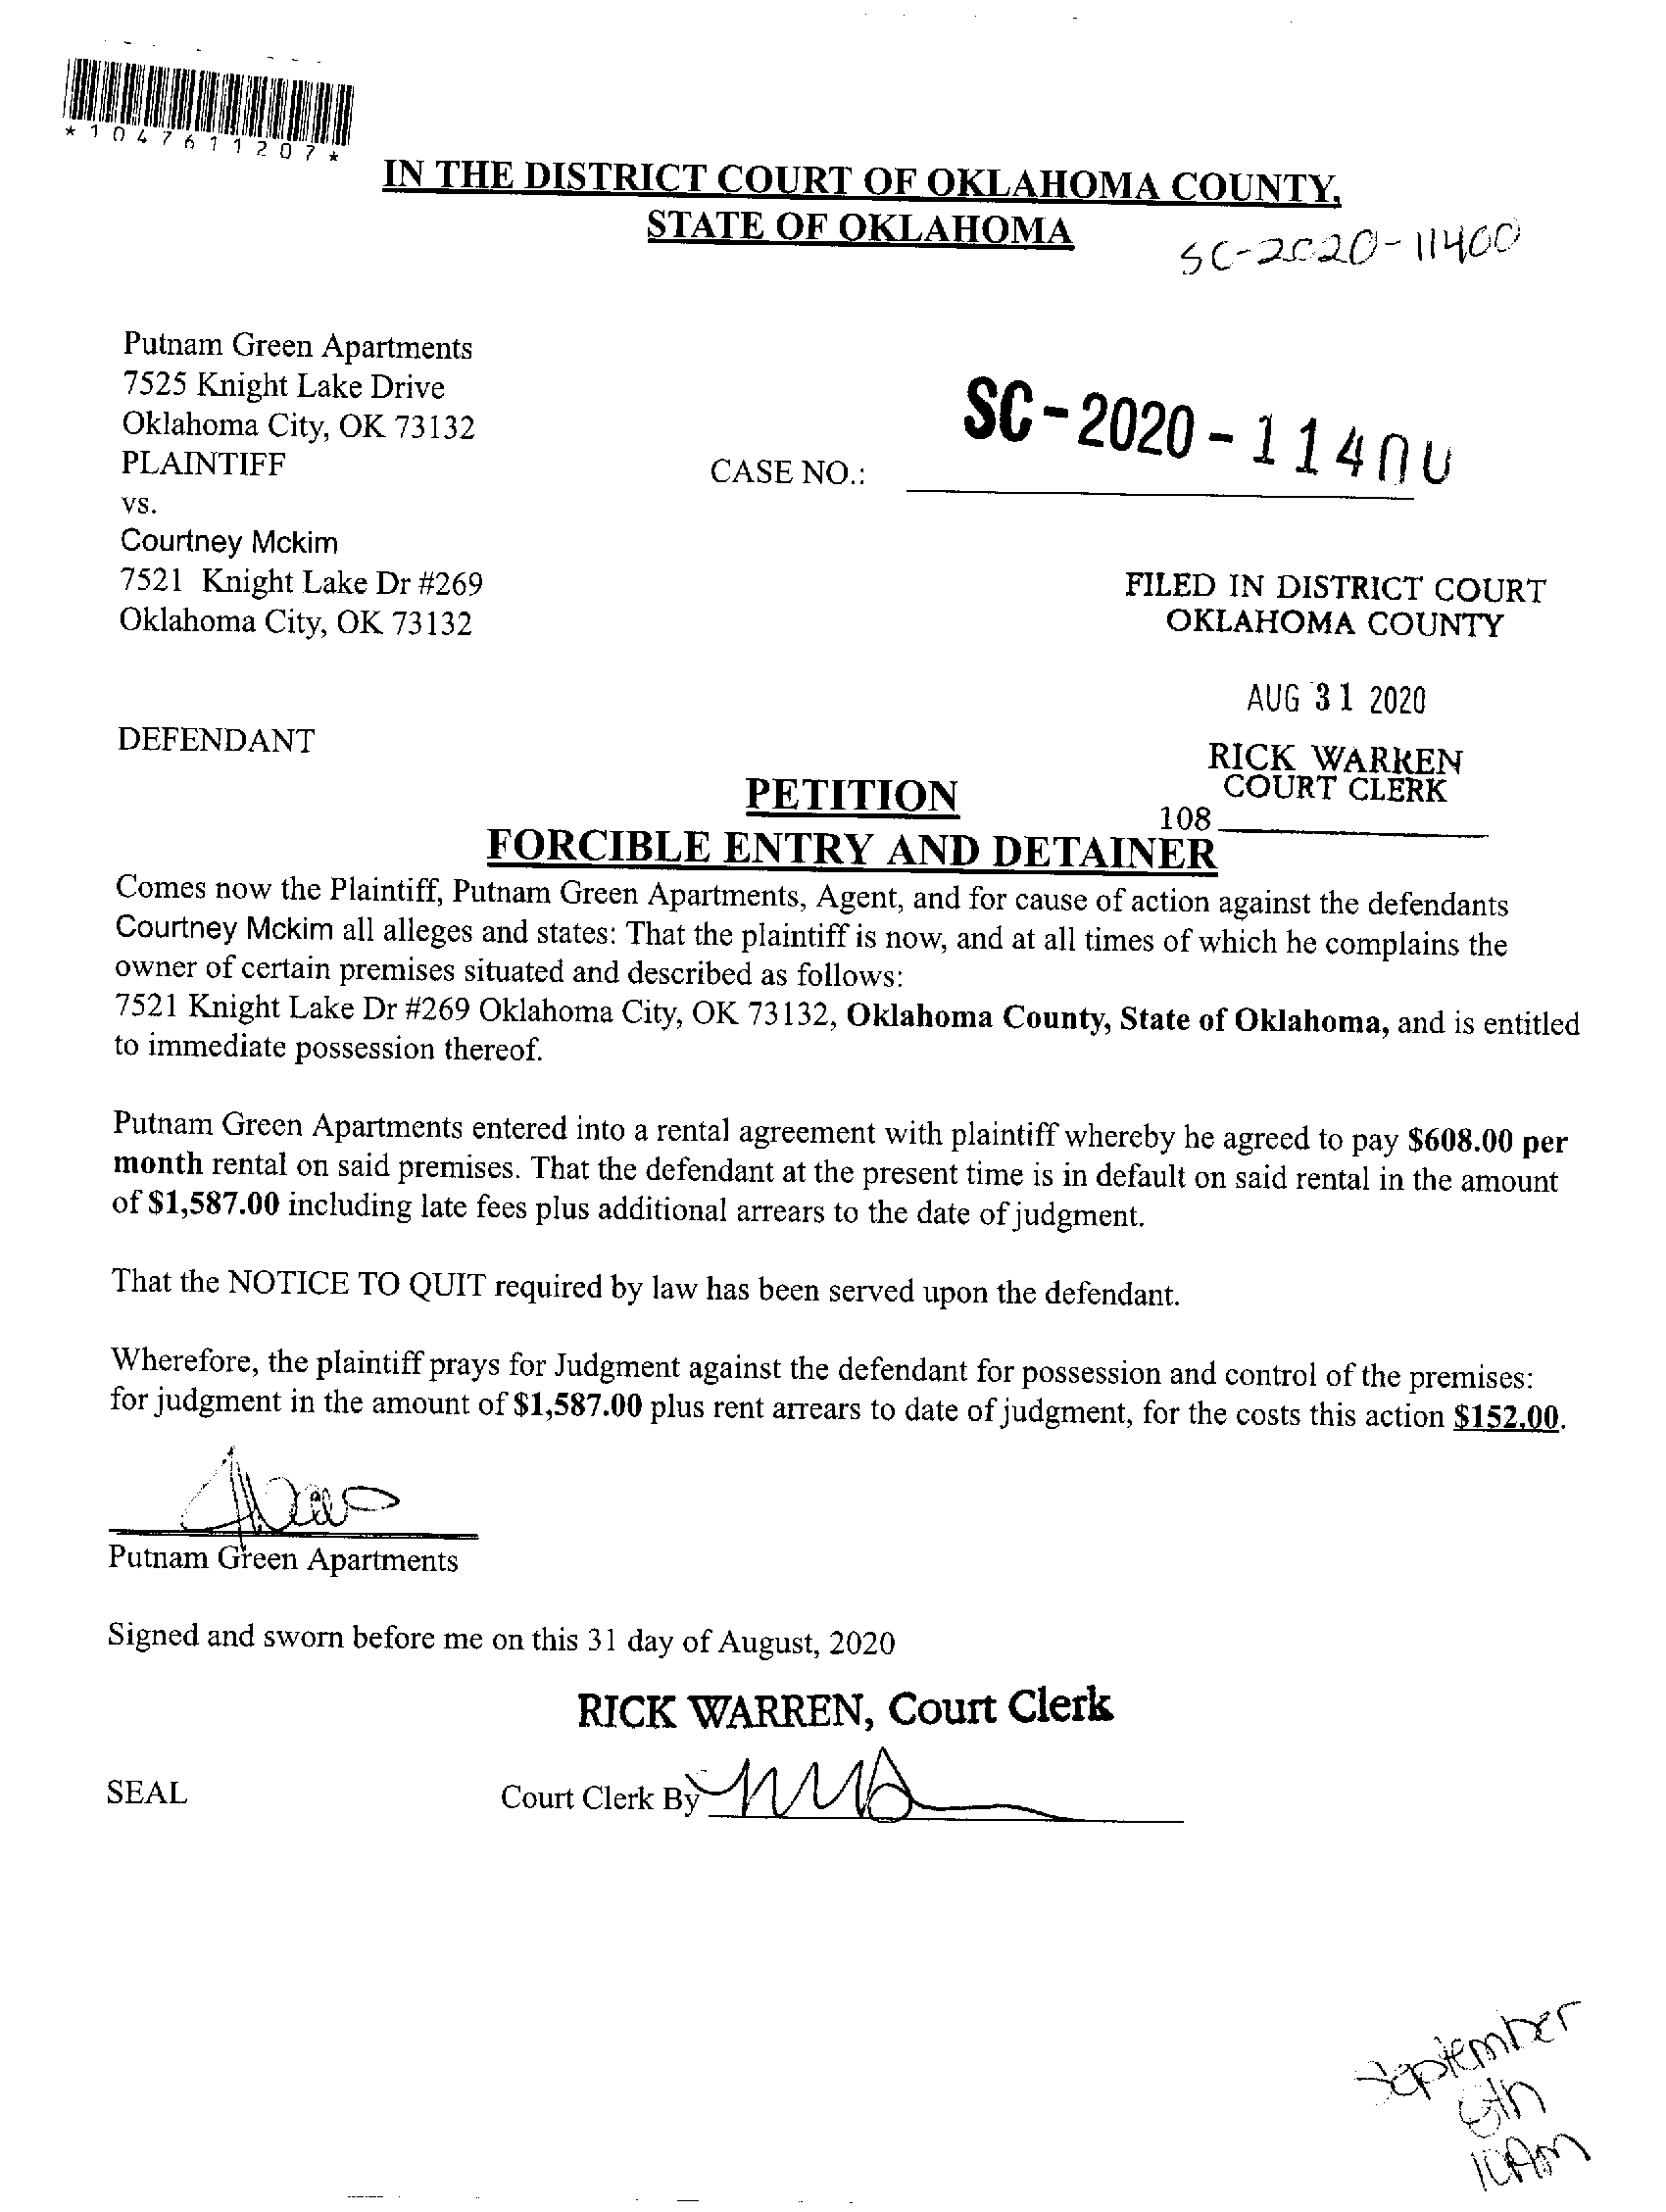 *1047611207*
IN THE DISTRICT COURT OF OKLAHOMA COUNTY,
STATE OF OKLAHOMA
SC-2020-11400
Putnam Green Apartments
7525 Knight Lake Drive
Oklahoma City, OK 73132
PLAINTIFF
SC-2020-11400
CASE NO.:
vs.
Courtney Mckim
7521 Knight Lake Dr #269
Oklahoma City, OK 73132
FILED IN DISTRICT COURT
OKLAHOMA COUNTY
AUG 31 2020
DEFENDANT
RICK WARREN
COURT CLERK
108
PETITION
FORCIBLE ENTRY AND DETAINER
Comes now the Plaintiff, Putnam Green Apartments, Agent, and for cause of action against the defendants
Courtney Mckim all alleges and states: That the plaintiff is now, and at all times of which he complains the
owner of certain premises situated and described as follows:
7521 Knight Lake Dr #269 Oklahoma City, OK 73132, Oklahoma County, State of Oklahoma, and is entitled
to immediate possession thereof.
Putnam Green Apartments entered into a rental agreement with plaintiff whereby he agreed to pay $608.00 per
month rental on said premises. That the defendant at the present time is in default on said rental in the amount
of $1,587.00 including late fees plus additional arrears to the date of judgment.
That the NOTICE TO QUIT required by law has been served upon the defendant.
Wherefore, the plaintiff prays for Judgment against the defendant for possession and control of the premises:
for judgment in the amount of $1,587.00 plus rent arrears to date of judgment, for the costs this action $152.00.
Putnam Green Apartments
Signed and sworn before me on this 31 day of August, 2020
RICK WARREN, Court Clerk
SEAL
Court Clerk By
September
10AM